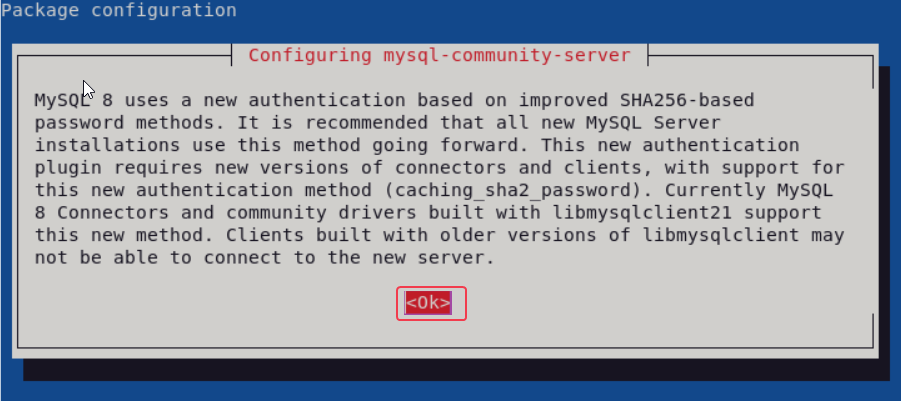 Package configuration
Configuring mysql-community-server
MySQL 8 uses a new authentication based on improved SHA256-based
password methods. It is recommended that all new MySQL Server
installations use this method going forward. This new authentication
plugin requires new versions of connectors and clients, with support for
this new authentication method (caching_sha2_password). Currently MySQL
8 Connectors and community drivers built with libmysqlclient21 support
this new method. Clients built with older versions of libmysqlclient may
not be able to connect to the new server.
<Ok>